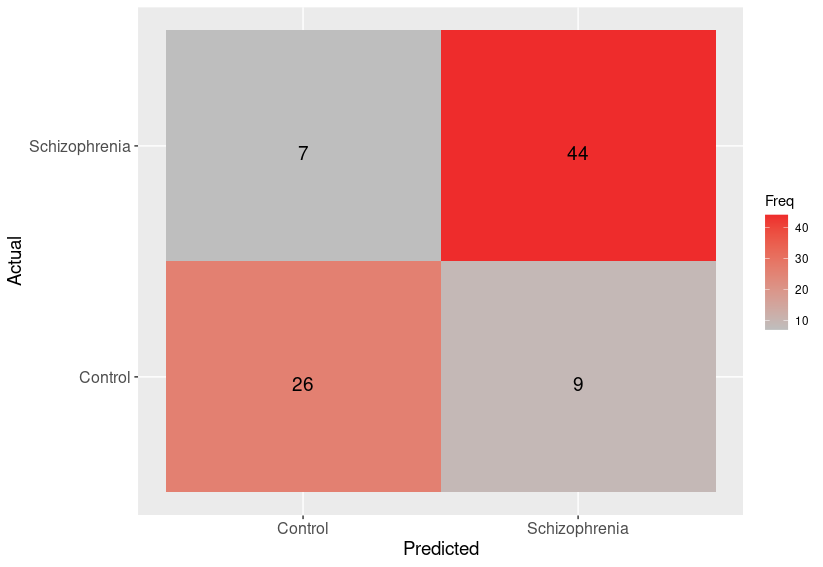 Actual
Schizophrenia
7
44
Control
26
9
Control
Schizophrenia
Predicted
Freq
40
30
20
10